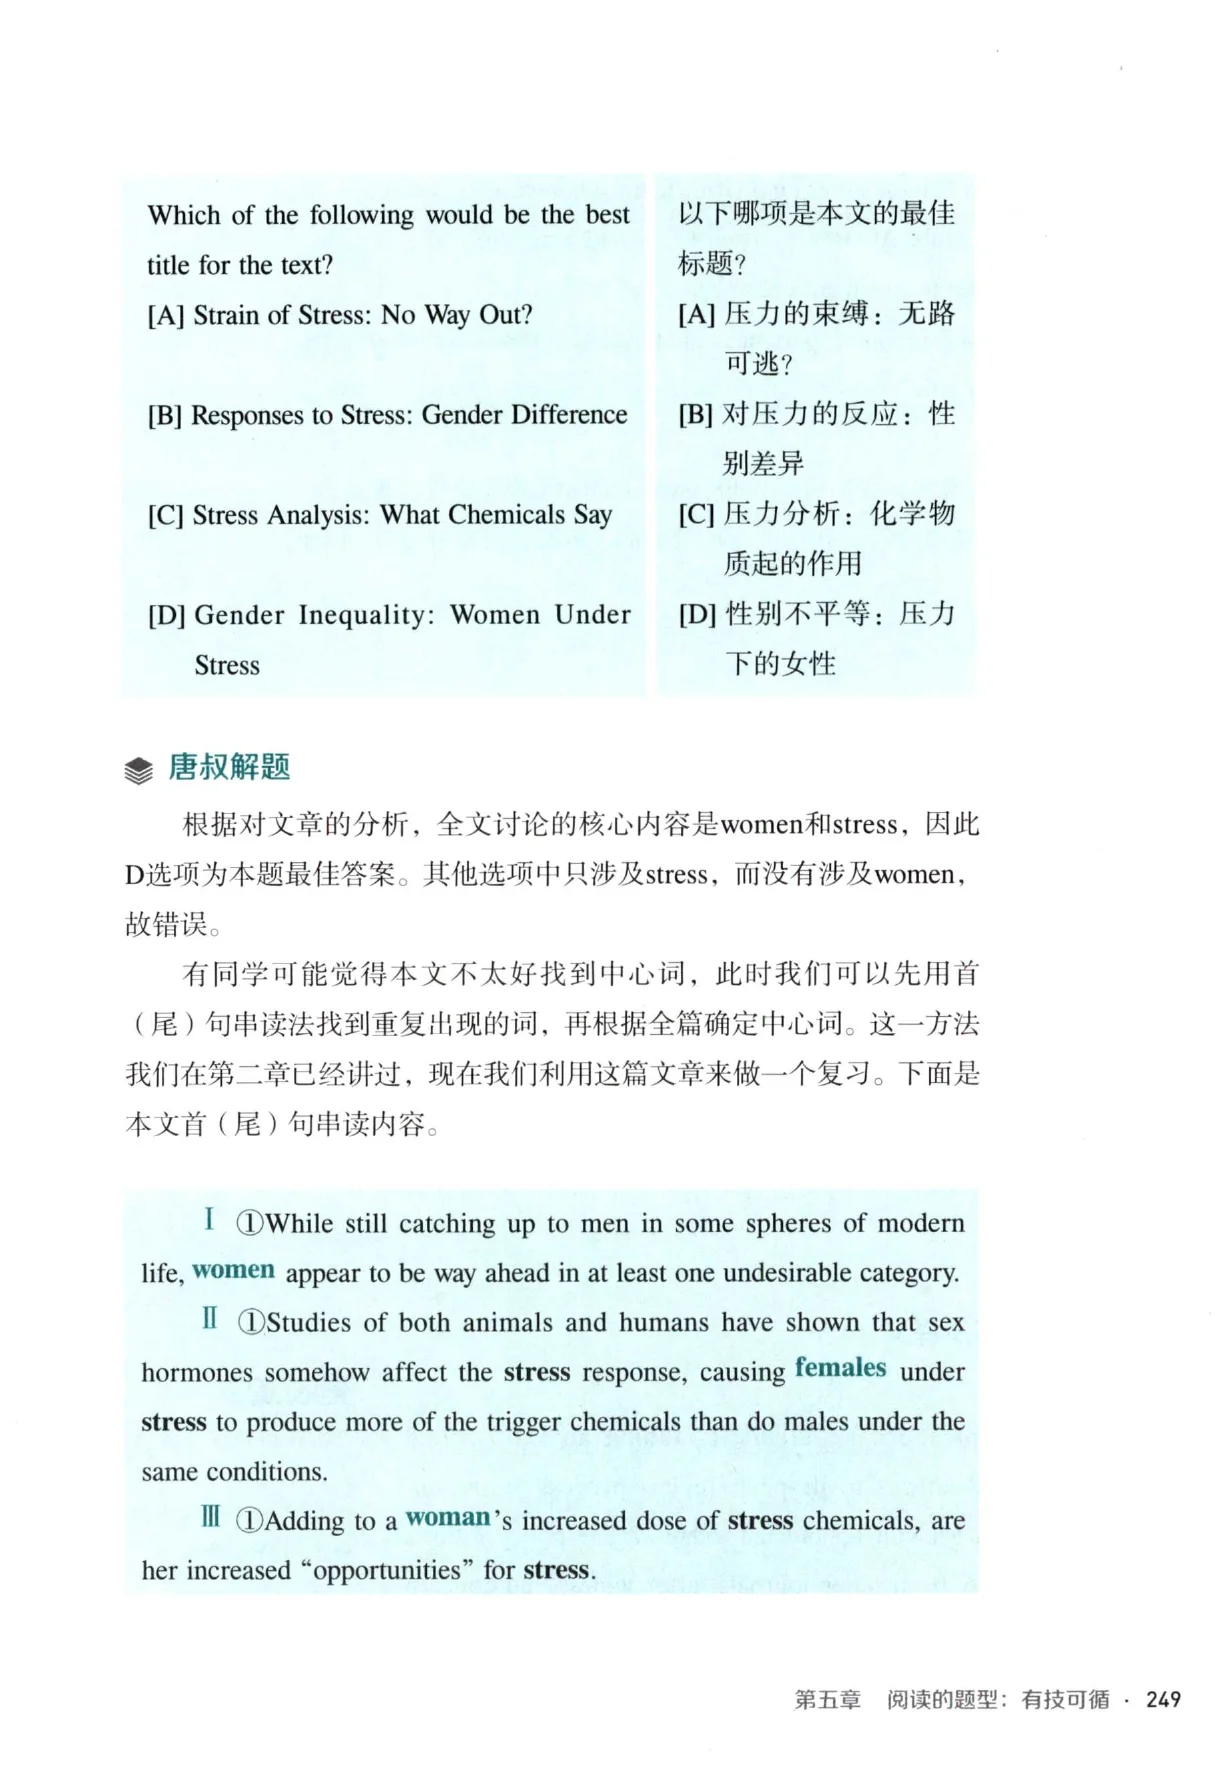 Which of the following would be the best
title for the text?
[A] Strain of Stress: No Way Out?
[B] Responses to Stress: Gender Difference
[C] Stress Analysis: What Chemicals Say
[D] Gender Inequality: Women Under
Stress
以下哪项是本文的最佳
标题？
[A] 压力的束缚：无路
可逃？
[B] 对压力的反应：性
别差异
[C] 压力分析：化学物
质起的作用
[D] 性别不平等：压力
下的女性
唐叔解题
根据对文章的分析，全文讨论的核心内容是women和stress，因此
D选项为本题最佳答案。其他选项中只涉及stress，而没有涉及women，
故错误。
有同学可能觉得本文不太好找到中心词，此时我们可以先用首
（尾）句串读法找到重复出现的词，再根据全篇确定中心词。这一方法
我们在第二章已经讲过，现在我们利用这篇文章来做一个复习。下面是
本文首（尾）句串读内容。
Ⅰ ①While still catching up to men in some spheres of modern
life, women appear to be way ahead in at least one undesirable category.
Ⅱ ①Studies of both animals and humans have shown that sex
hormones somehow affect the stress response, causing females under
stress to produce more of the trigger chemicals than do males under the
same conditions.
Ⅲ ①Adding to a woman's increased dose of stress chemicals, are
her increased “opportunities” for stress.
第五章 阅读的题型：有技可循 · 249